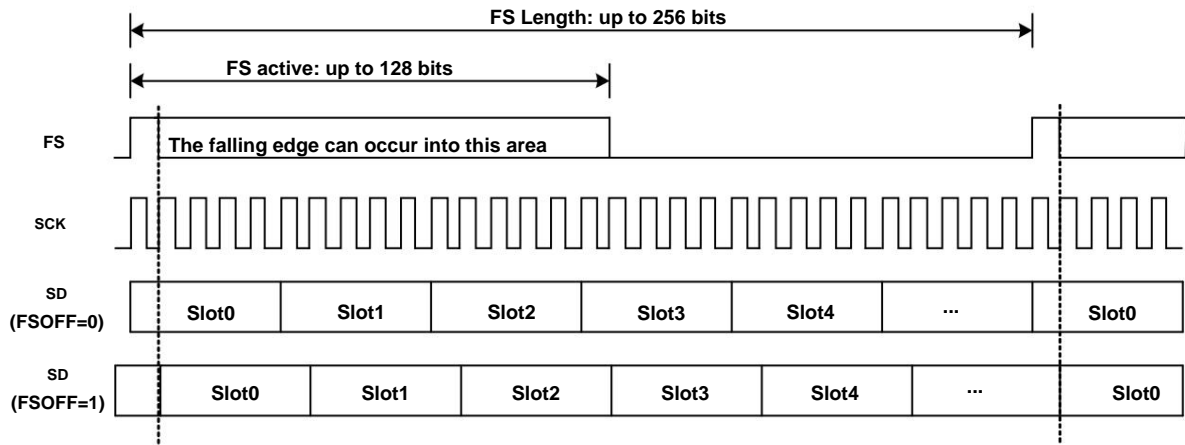 FS Length: up to 256 bits
FS active: up to 128 bits
FS
The falling edge can occur into this area
SCK
SD
(FSOFF=0)
Slot0
Slot1
Slot2
Slot3
Slot4
...
Slot0
SD
(FSOFF=1)
Slot0
Slot1
Slot2
Slot3
Slot4
...
Slot0